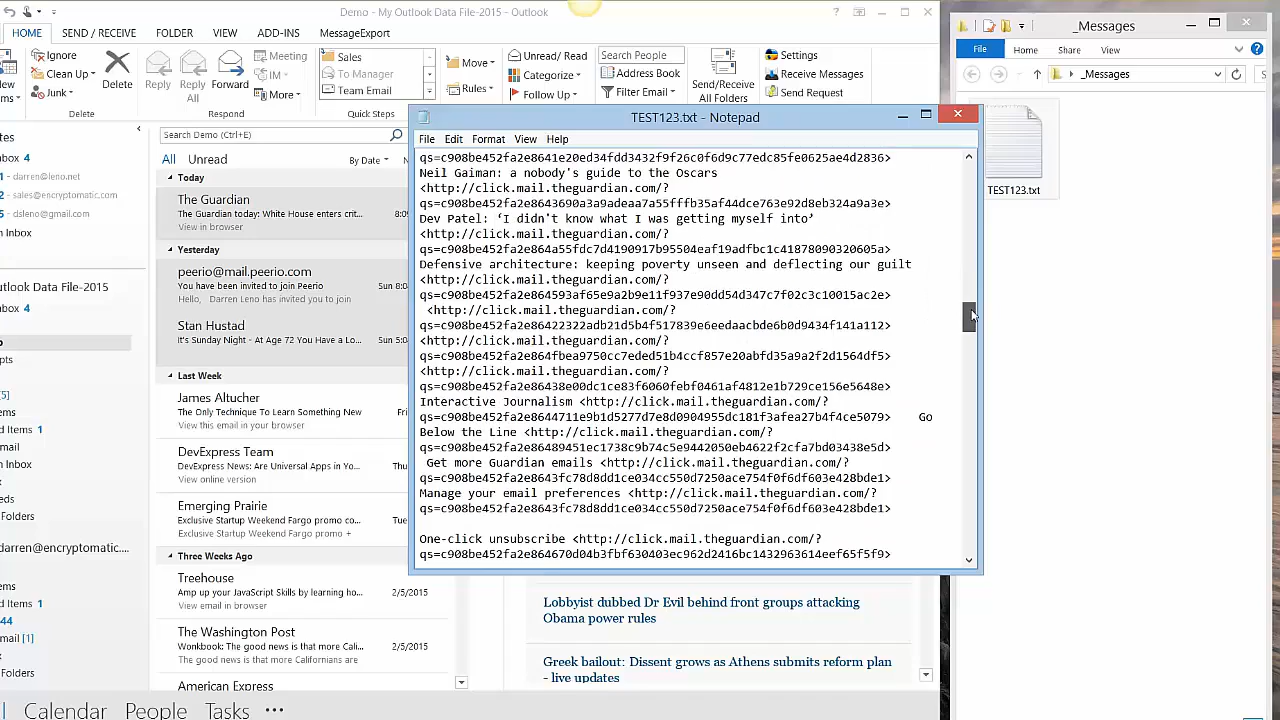 Demo - My Outlook Data File-2015 - Outlook
HOME SEND / RECEIVE FOLDER VIEW ADD-INS MessageExport
Ignore
Clean Up
Junk
Delete
Reply
Reply All
Forward
IM
More
Delete
Respond
Sales
To Manager
Team Email
Quick Steps
Move
Rules
Unread / Read
Categorize
Follow Up
Search People
Address Book
Filter Email
Send/Receive
All Folders
Settings
Receive Messages
Send Request
Search Demo (Ctrl+E)
All Unread By Date
4
darren@leno.net
sales@encryptomatic.com
dsleno@gmail.com
Outlook Data File-2015
4
[5]
1
Folders
darren@encryptomatic....
1
44
[1]
Folders
Today
The Guardian
The Guardian today: White House enters crit...
View in browser
Yesterday
peerio@mail.peerio.com
You have been invited to join Peerio
Hello, Darren Leno has invited you to join
Stan Hustad
It's Sunday Night - At Age 72 You Have a Lo...
Last Week
James Altucher
The Only Technique To Learn Something New
View this email in your browser
DevExpress Team
DevExpress News: Are Universal Apps in Yo...
View online version
Emerging Prairie
Exclusive Startup Weekend Fargo promo co...
Exclusive Startup Weekend Fargo promo +
Three Weeks Ago
Treehouse
Amp up your JavaScript Skills by learning ho... 2/5/2015
View email in browser
The Washington Post
Wonkbook: The good news is that more Cali... 2/5/2015
The good news is that more Californians are
American Express
Calendar People Tasks •••
TEST123.txt - Notepad
File Edit Format View Help
qs=c908be452fa2e8641e20ed34fdd3432f9f26c0f6d9c77edc85fe0625ae4d2836>
Neil Gaiman: a nobody's guide to the Oscars
<http://click.mail.theguardian.com/?
qs=c908be452fa2e8643690a3a9adeaa7a55fffb35af44dce763e92d8eb324a9a3e>
Dev Patel: ‘I didn't know what I was getting myself into’
<http://click.mail.theguardian.com/?
qs=c908be452fa2e864a55fdc7d4190917b95504eaf19adfbc1c41878090320605a>
Defensive architecture: keeping poverty unseen and deflecting our guilt
<http://click.mail.theguardian.com/?
qs=c908be452fa2e864593af65e9a2b9e11f937e90dd54d347c7f02c3c10015ac2e>
<http://click.mail.theguardian.com/?
qs=c908be452fa2e86422322adb21d5b4f517839e6eedaacbde6b0d9434f141a112>
<http://click.mail.theguardian.com/?
qs=c908be452fa2e864fbea9750cc7eded51b4ccf857e20abfd35a9a2f2d1564df5>
<http://click.mail.theguardian.com/?
qs=c908be452fa2e86438e00dc1ce83f6060febf0461af4812e1b729ce156e5648e>
Interactive Journalism <http://click.mail.theguardian.com/?
qs=c908be452fa2e8644711e9b1d5277d7e8d0904955dc181f3afea27b4f4ce5079> Go
Below the Line <http://click.mail.theguardian.com/?
qs=c908be452fa2e86489451ec1738c9b74c5e9442050eb4622f2cfa7bd03438e5d>
Get more Guardian emails <http://click.mail.theguardian.com/?
qs=c908be452fa2e8643fc78d8dd1ce034cc550d7250ace754f0f6df603e428bde1>
Manage your email preferences <http://click.mail.theguardian.com/?
qs=c908be452fa2e8643fc78d8dd1ce034cc550d7250ace754f0f6df603e428bde1>
One-click unsubscribe <http://click.mail.theguardian.com/?
qs=c908be452fa2e864670d04b3fbf630403ec962d2416bc1432963614eef65f5f9>
Lobbyist dubbed Dr Evil behind front groups attacking
Obama power rules
Greek bailout: Dissent grows as Athens submits reform plan
- live updates
_Messages
File Home Share View
_Messages
TEST123.txt